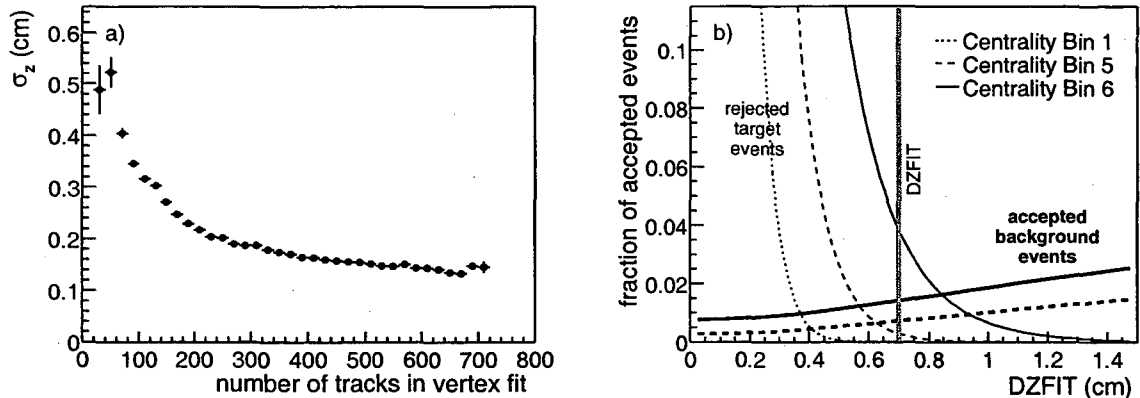 a)
σz (cm)
0.6
0.5
0.4
0.3
0.2
0.1
0
0 100 200 300 400 500 600 700 800
number of tracks in vertex fit
b)
fraction of accepted events
0.1
0.08
0.06
0.04
0.02
0
Centrality Bin 1
Centrality Bin 5
Centrality Bin 6
rejected
target
events
DZFIT
accepted
background
events
0 0.2 0.4 0.6 0.8 1 1.2 1.4
DZFIT (cm)